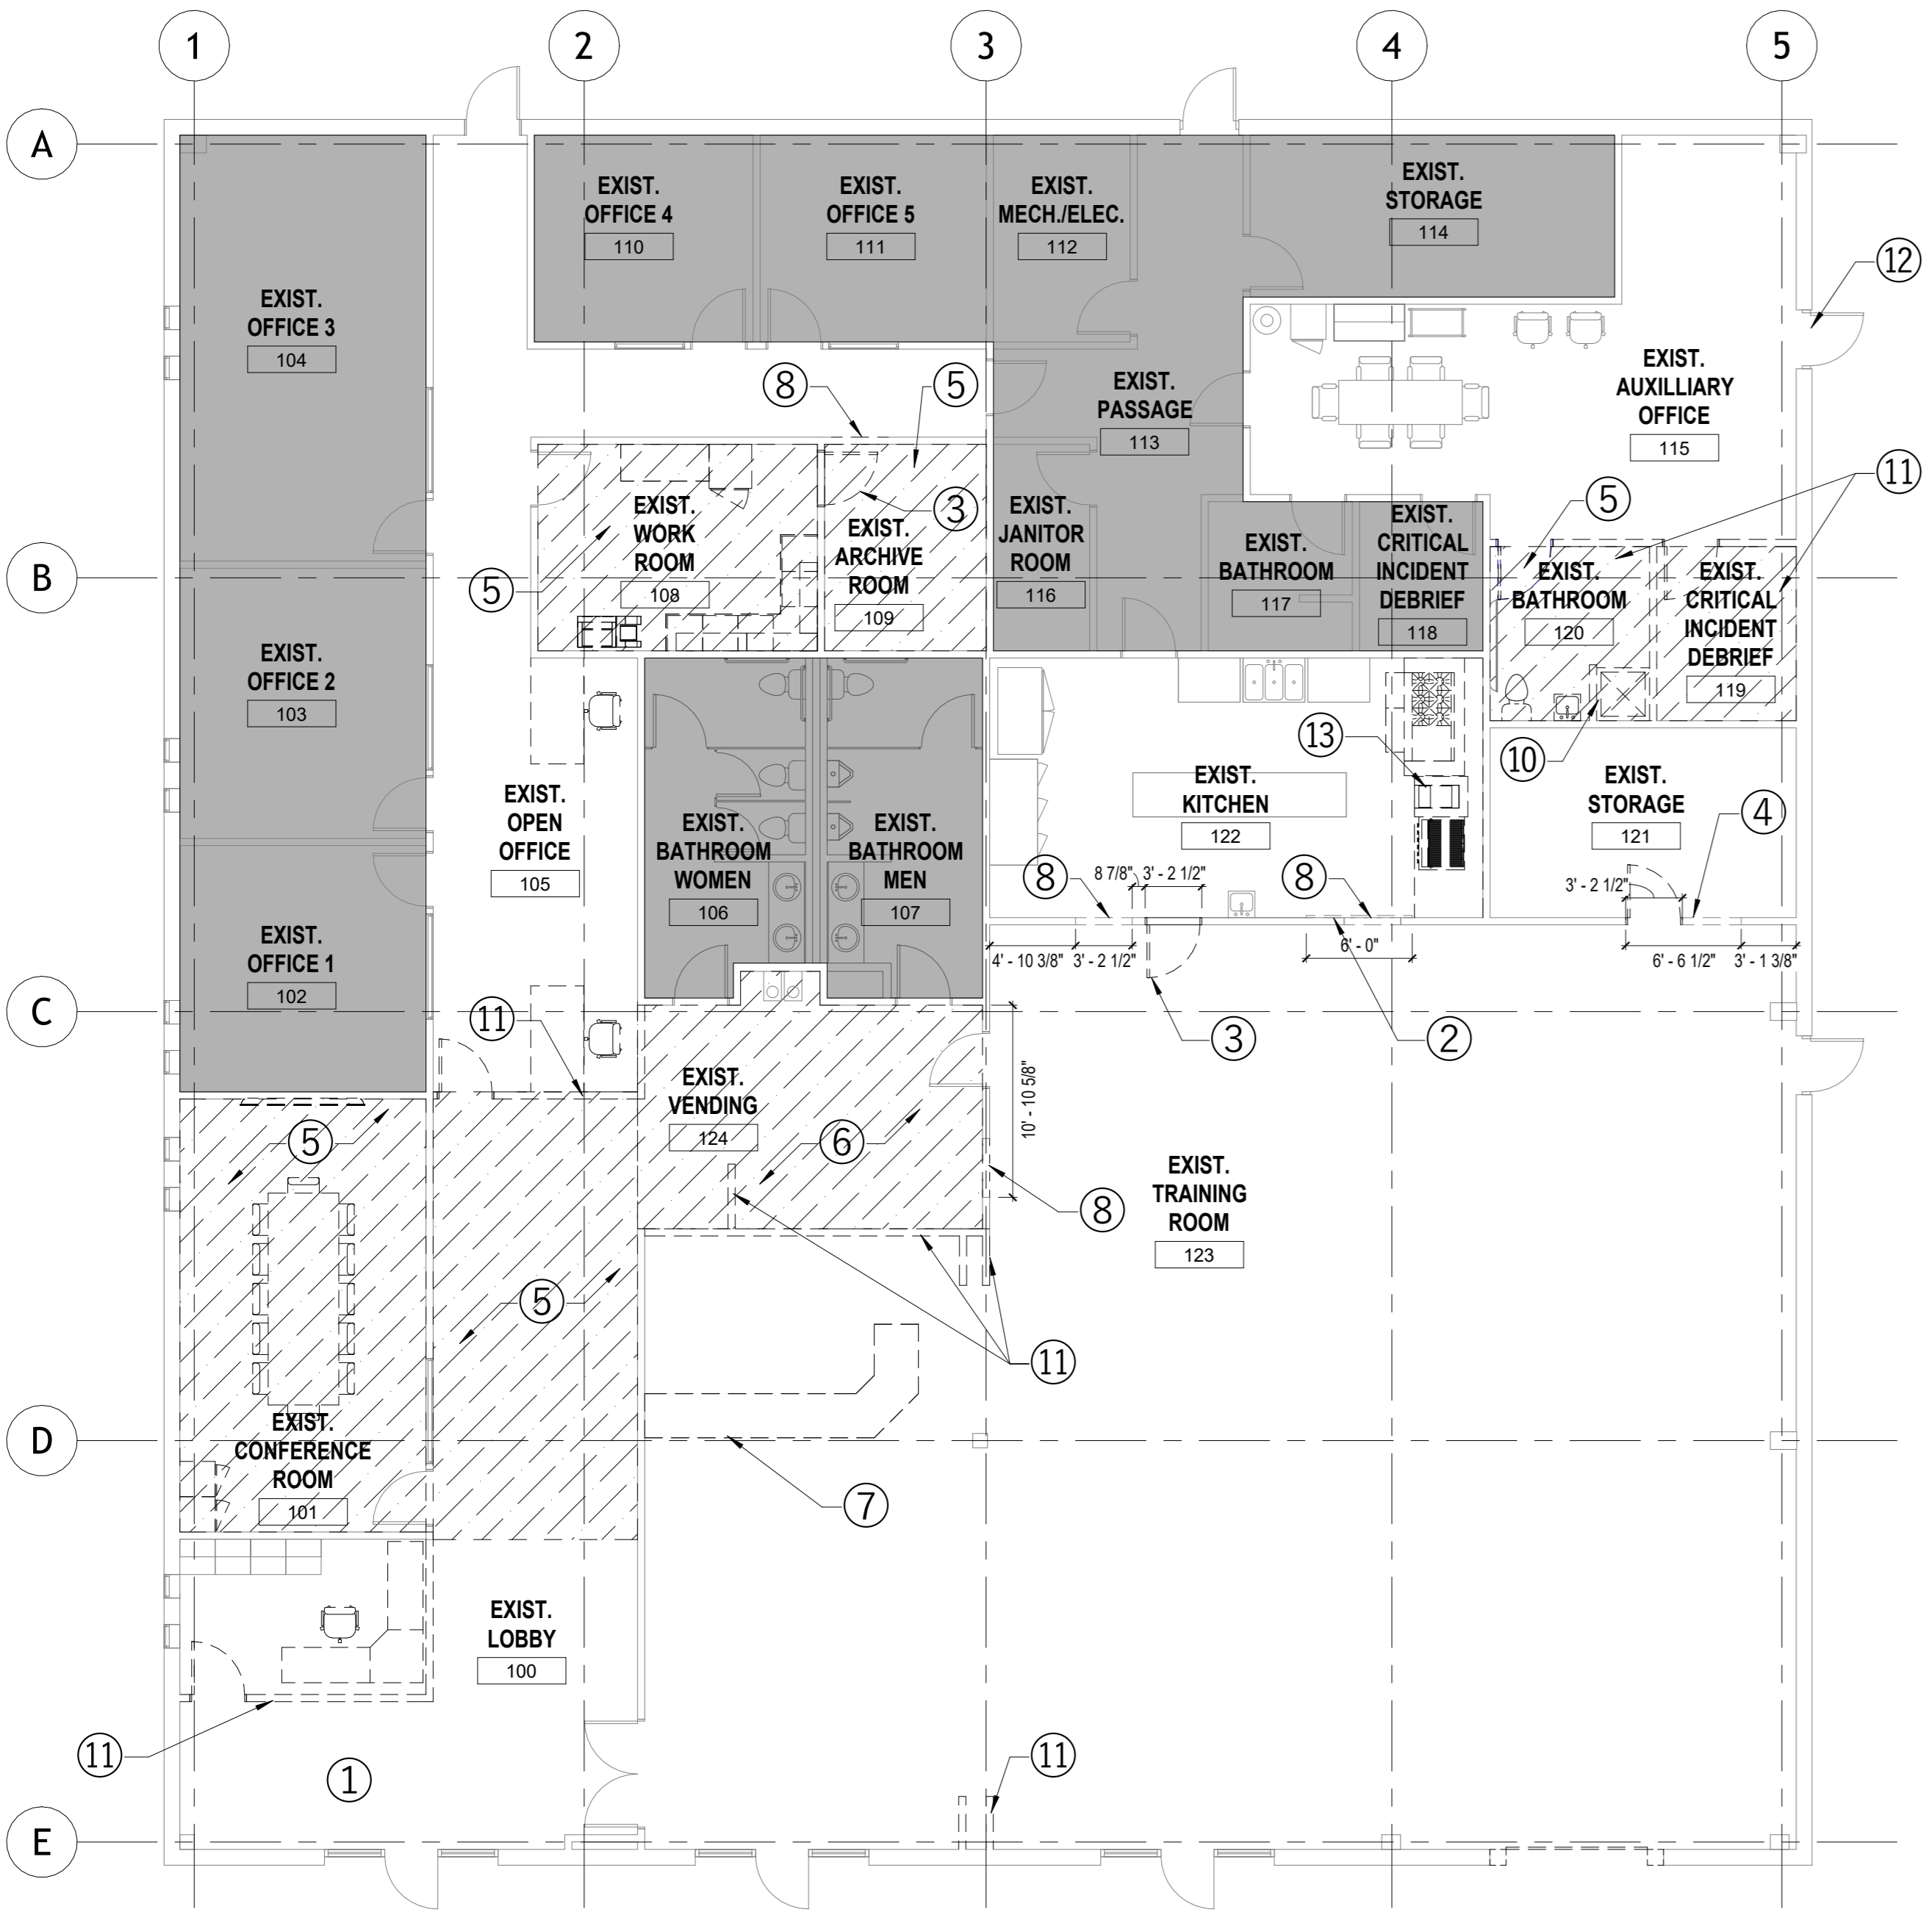 1
2
3
4
5
A
EXIST.
OFFICE 4
110
EXIST.
OFFICE 5
111
EXIST.
MECH./ELEC.
112
EXIST.
STORAGE
114
12
EXIST.
OFFICE 3
104
8
5
EXIST.
PASSAGE
113
EXIST.
AUXILLIARY
OFFICE
115
11
5
3
EXIST.
WORK
ROOM
108
EXIST.
ARCHIVE
ROOM
109
EXIST.
JANITOR
ROOM
116
EXIST.
BATHROOM
117
EXIST.
CRITICAL
INCIDENT
DEBRIEF
118
B
5
EXIST.
BATHROOM
120
EXIST.
CRITICAL
INCIDENT
DEBRIEF
119
EXIST.
OFFICE 2
103
13
10
EXIST.
OPEN
OFFICE
105
EXIST.
BATHROOM
WOMEN
106
EXIST.
BATHROOM
MEN
107
EXIST.
KITCHEN
122
EXIST.
STORAGE
121
4
8
8 7/8"
3' - 2 1/2"
8
3' - 2 1/2"
EXIST.
OFFICE 1
102
4' - 10 3/8"
3' - 2 1/2"
6' - 0"
6' - 6 1/2"
3' - 1 3/8"
C
11
3
2
EXIST.
VENDING
124
10' - 10 5/8"
5
6
8
EXIST.
TRAINING
ROOM
123
5
11
D
EXIST.
CONFERENCE
ROOM
101
7
EXIST.
LOBBY
100
11
1
11
E